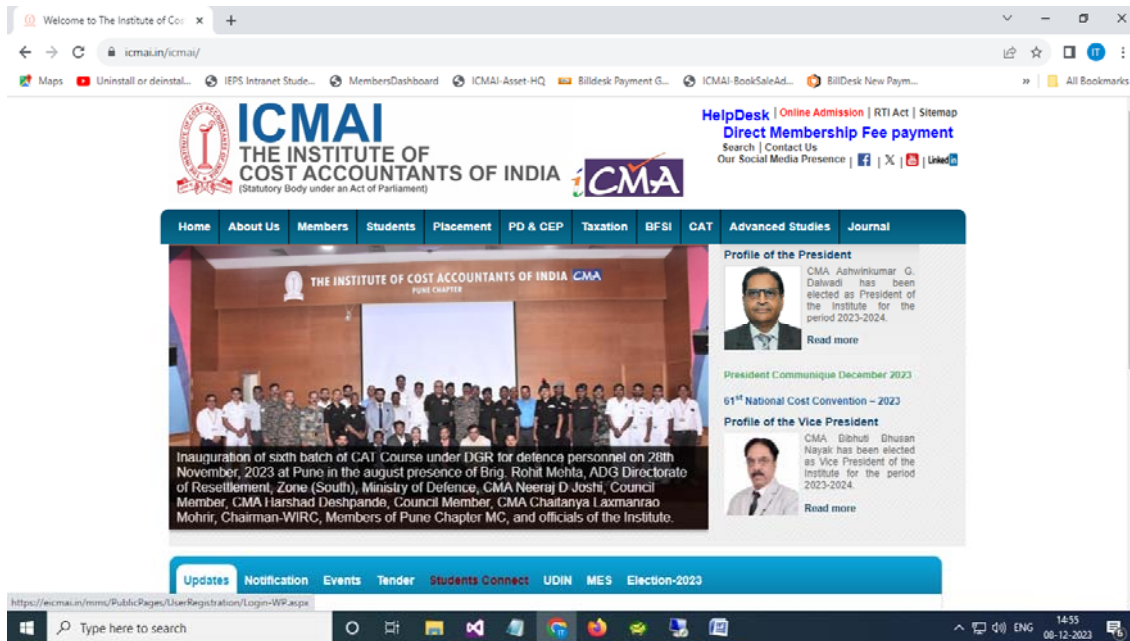 Welcome to The Institute of Cos
icmai.in/icmai/
Maps
Uninstall or deinstal...
IEPS Intranet Stude...
MembersDashboard
ICMAI-Asset-HQ
Billdesk Payment G...
ICMAI-BookSaleAd...
BillDesk New Paym...
»
All Bookmarks
IT
ICMAI
THE INSTITUTE OF
COST ACCOUNTANTS OF INDIA
(Statutory Body under an Act of Parliament)
iCMA
HelpDesk | Online Admission | RTI Act | Sitemap
Direct Membership Fee payment
Search | Contact Us
Our Social Media Presence | f | X | | Linked in
Home About Us Members Students Placement PD & CEP Taxation BFSI CAT Advanced Studies Journal
THE INSTITUTE OF COST ACCOUNTANTS OF INDIA CMA
PUNE CHAPTER
Inauguration of sixth batch of CAT Course under DGR for defence personnel on 28th
November, 2023 at Pune in the august presence of Brig. Rohit Mehta, ADG Directorate
of Resettlement, Zone (South), Ministry of Defence, CMA Neeraj D Joshi, Council
Member, CMA Harshad Deshpande, Council Member, CMA Chaitanya Laxmanrao
Mohrir, Chairman-WIRC, Members of Pune Chapter MC, and officials of the Institute.
Profile of the President
CMA Ashwinkumar G.
Dalwadi has been
elected as President of
the Institute for the
period 2023-2024.
Read more
President Communique December 2023
61st National Cost Convention – 2023
Profile of the Vice President
CMA Bibhuti Bhusan
Nayak has been elected
as Vice President of the
Institute for the period
2023-2024.
Read more
Updates Notification Events Tender Students Connect UDIN MES Election-2023
https://eicmai.in/mms/PublicPages/UserRegistration/Login-WP.aspx
Type here to search
ENG
14:55
08-12-2023
6